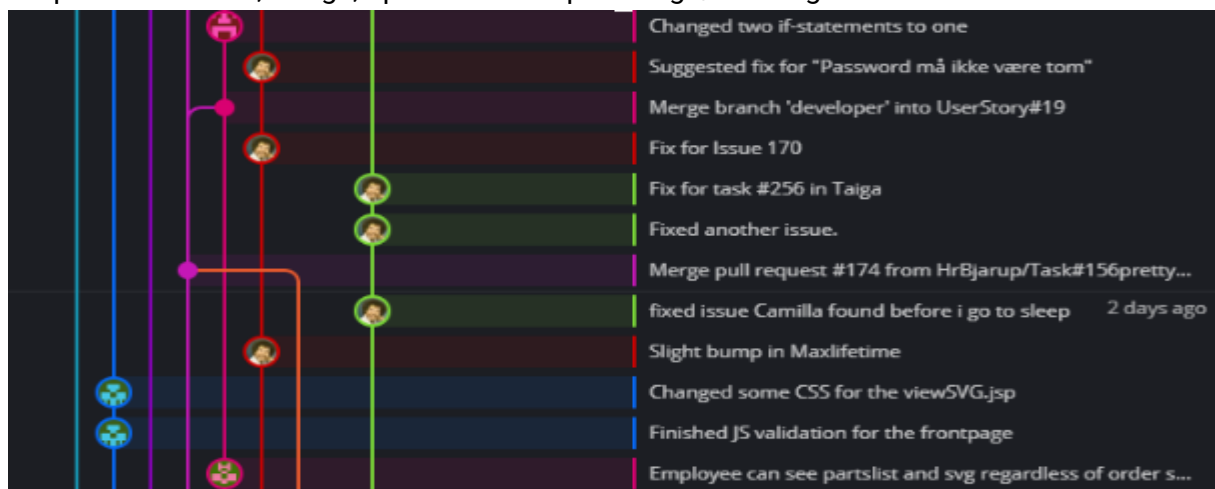 Changed two if-statements to one
Suggested fix for "Password må ikke være tom"
Merge branch 'developer' into UserStory#19
Fix for Issue 170
Fix for task #256 in Taiga
Fixed another issue.
Merge pull request #174 from HrBjarup/Task#156pretty...
fixed issue Camilla found before i go to sleep 2 days ago
Slight bump in Maxlifetime
Changed some CSS for the viewSVG.jsp
Finished JS validation for the frontpage
Employee can see partslist and svg regardless of order s...